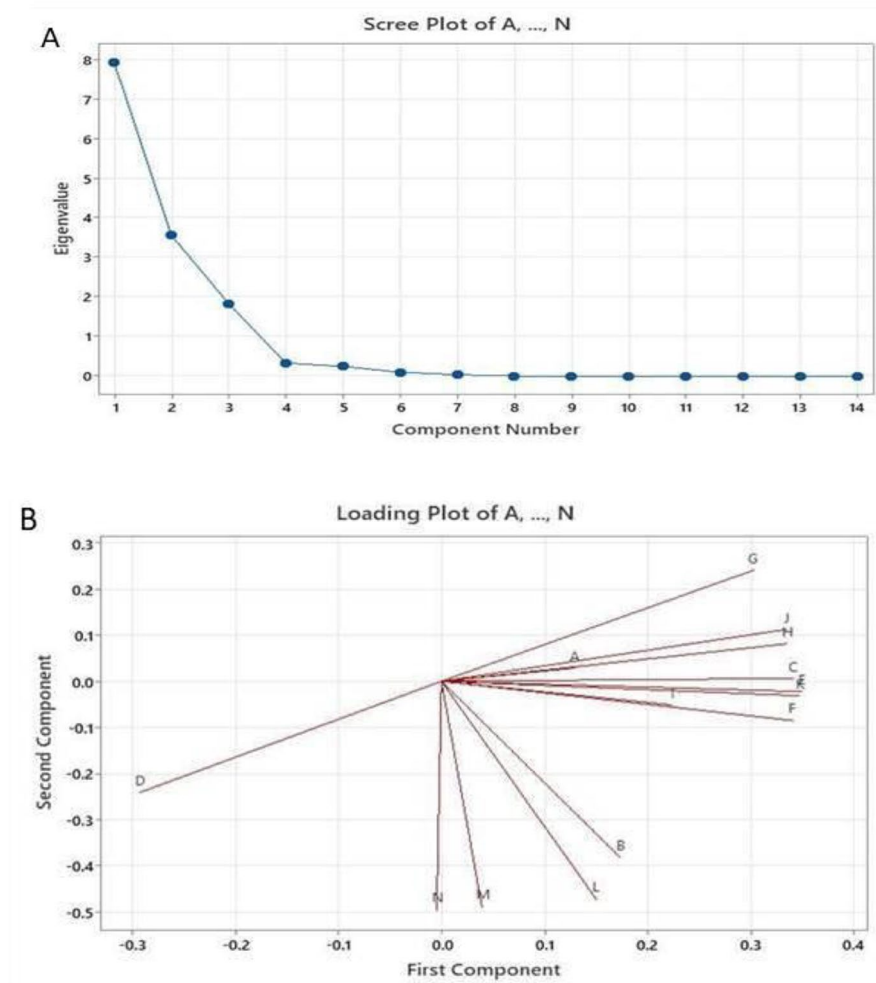 A
Scree Plot of A, ..., N
Eigenvalue
8
7
6
5
4
3
2
1
0
1 2 3 4 5 6 7 8 9 10 11 12 13 14
Component Number
B
Loading Plot of A, ..., N
Second Component
0.3
0.2
0.1
0.0
-0.1
-0.2
-0.3
-0.4
-0.5
G
J
H
A
C
E
K
I
F
D
B
L
N M
-0.3 -0.2 -0.1 0.0 0.1 0.2 0.3 0.4
First Component